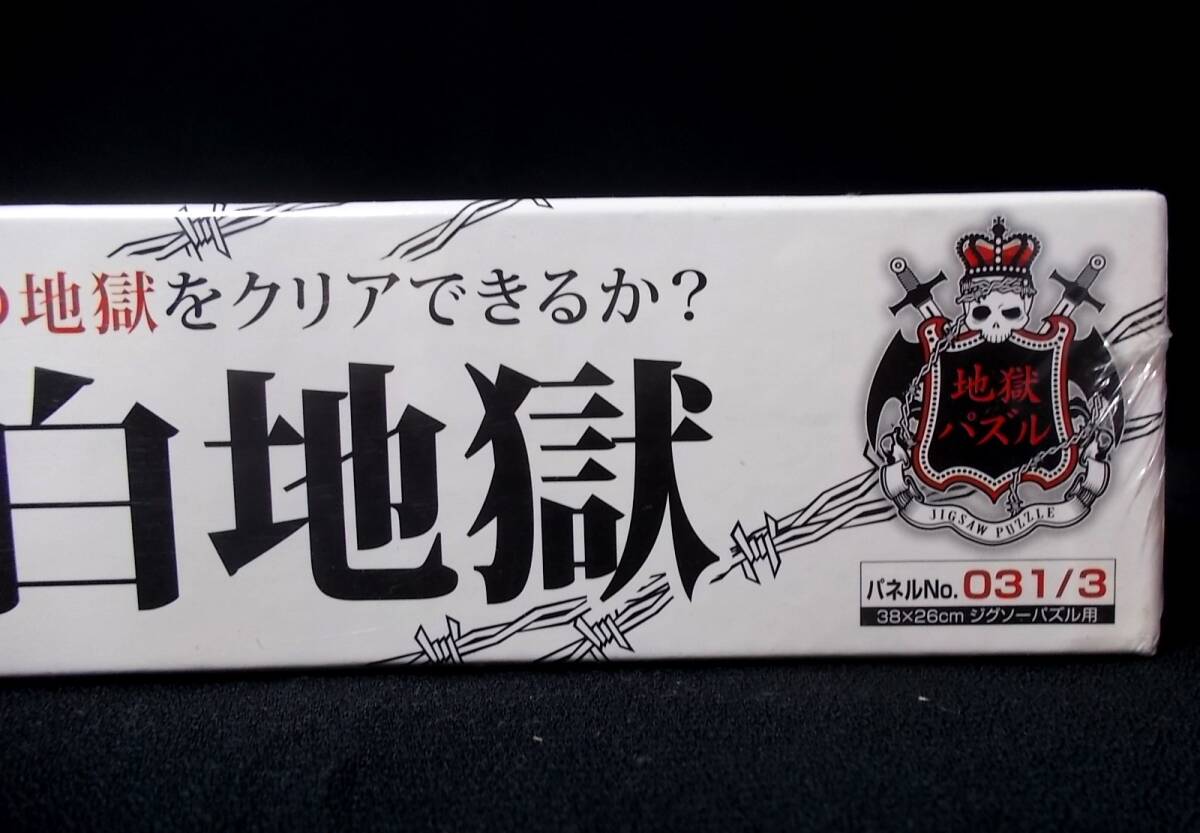 地獄をクリアできるか?
白地獄
地獄
パズル
JIGSAW PUZZLE
パネルNo. 031/3
38×26cm ジグソーパズル用